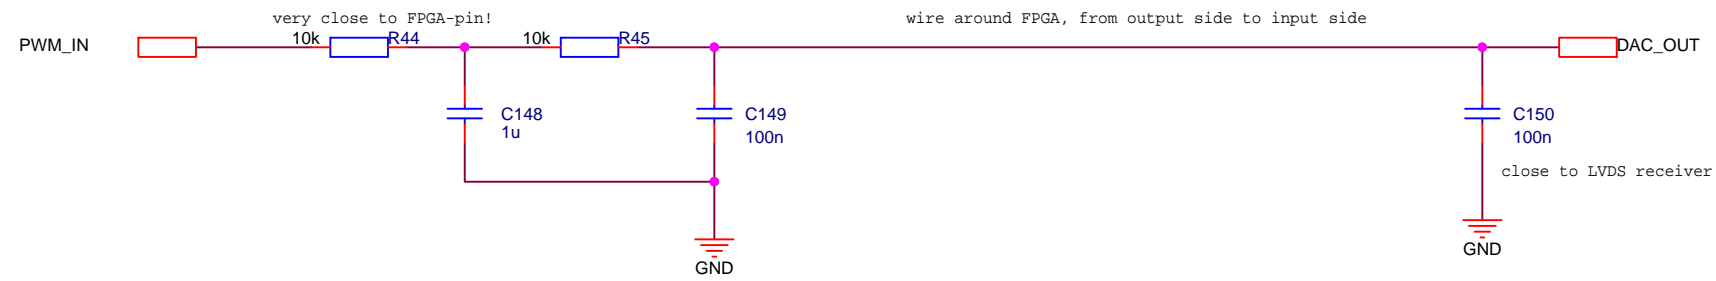 very close to FPGA-pin!
wire around FPGA, from output side to input side
PWM_IN
10k
R44
10k
R45
DAC_OUT
C148
1u
C149
100n
C150
100n
close to LVDS receiver
GND
GND